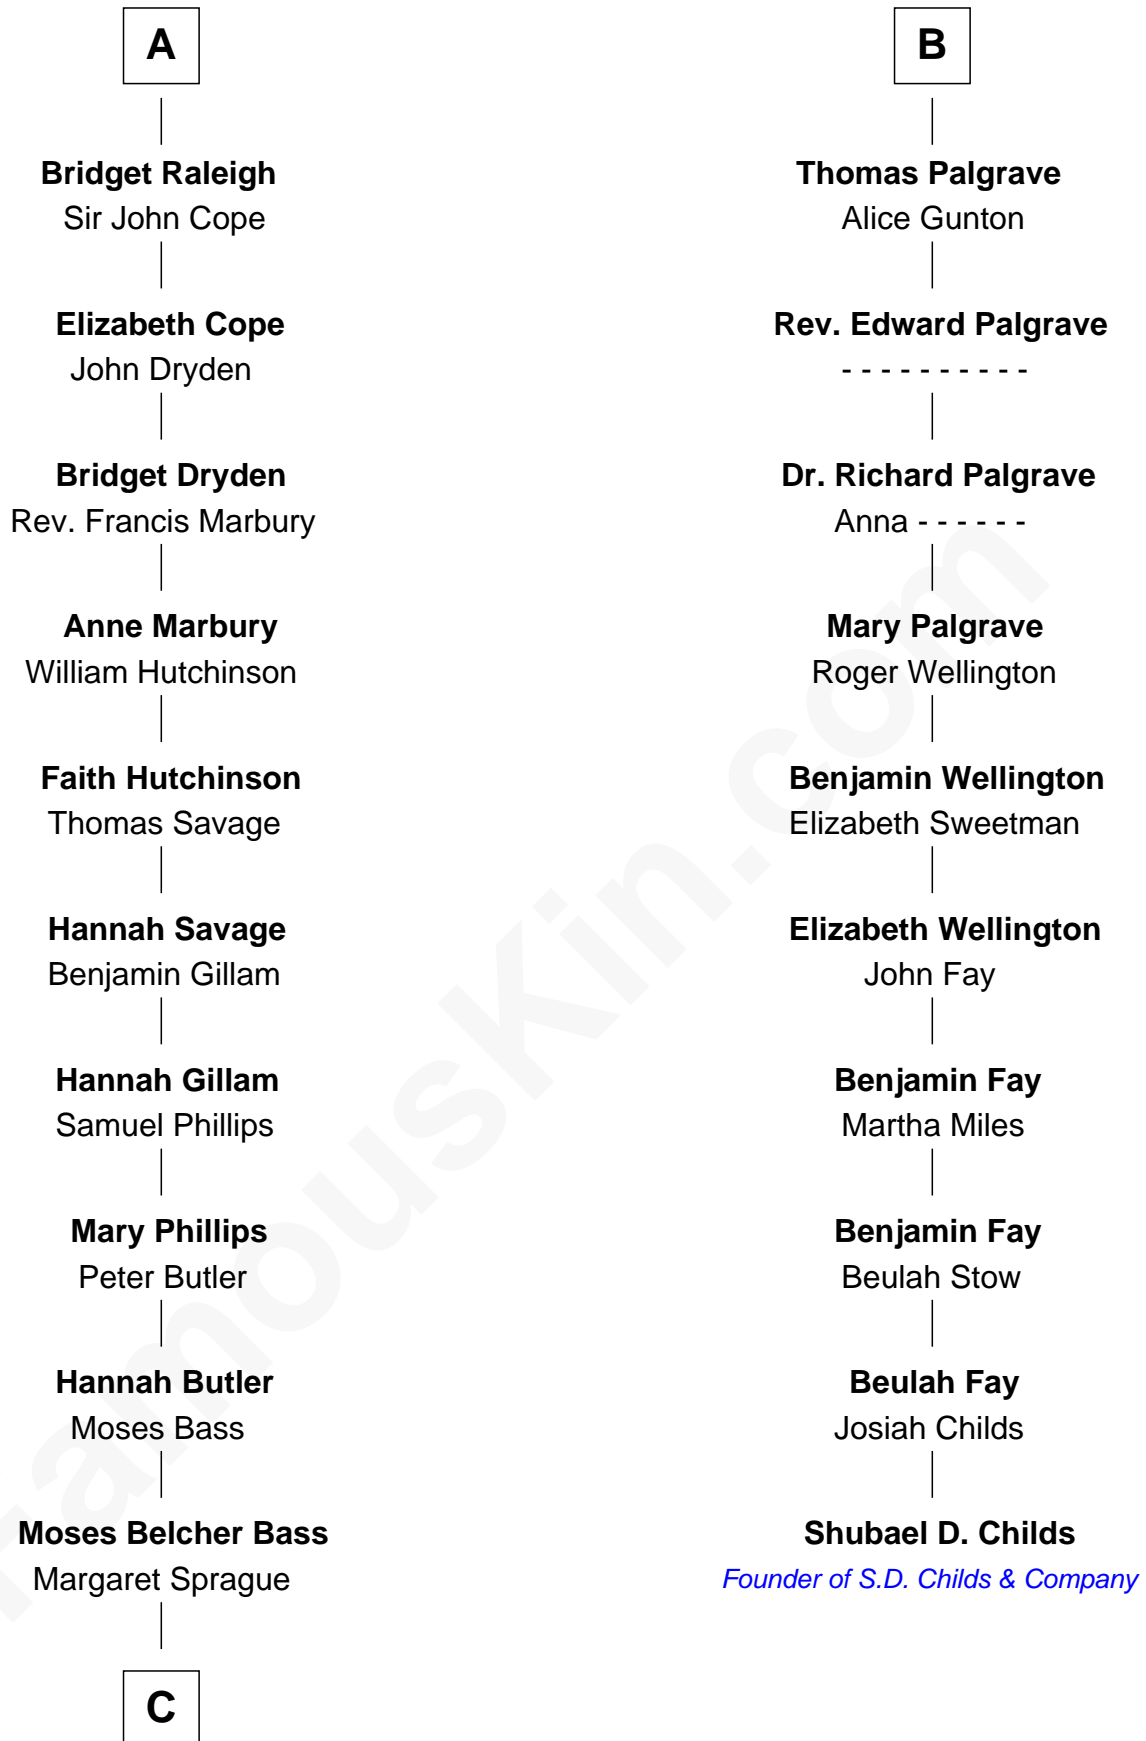 A
Bridget Raleigh
Sir John Cope
Elizabeth Cope
John Dryden
Bridget Dryden
Rev. Francis Marbury
Anne Marbury
William Hutchinson
Faith Hutchinson
Thomas Savage
Hannah Savage
Benjamin Gillam
Hannah Gillam
Samuel Phillips
Mary Phillips
Peter Butler
Hannah Butler
Moses Bass
Moses Belcher Bass
Margaret Sprague
C
B
Thomas Palgrave
Alice Gunton
Rev. Edward Palgrave
- - - - - - - - - -
Dr. Richard Palgrave
Anna - - - - - -
Mary Palgrave
Roger Wellington
Benjamin Wellington
Elizabeth Sweetman
Elizabeth Wellington
John Fay
Benjamin Fay
Martha Miles
Benjamin Fay
Beulah Stow
Beulah Fay
Josiah Childs
Shubael D. Childs
Founder of S.D. Childs & Company
FamousKin.com